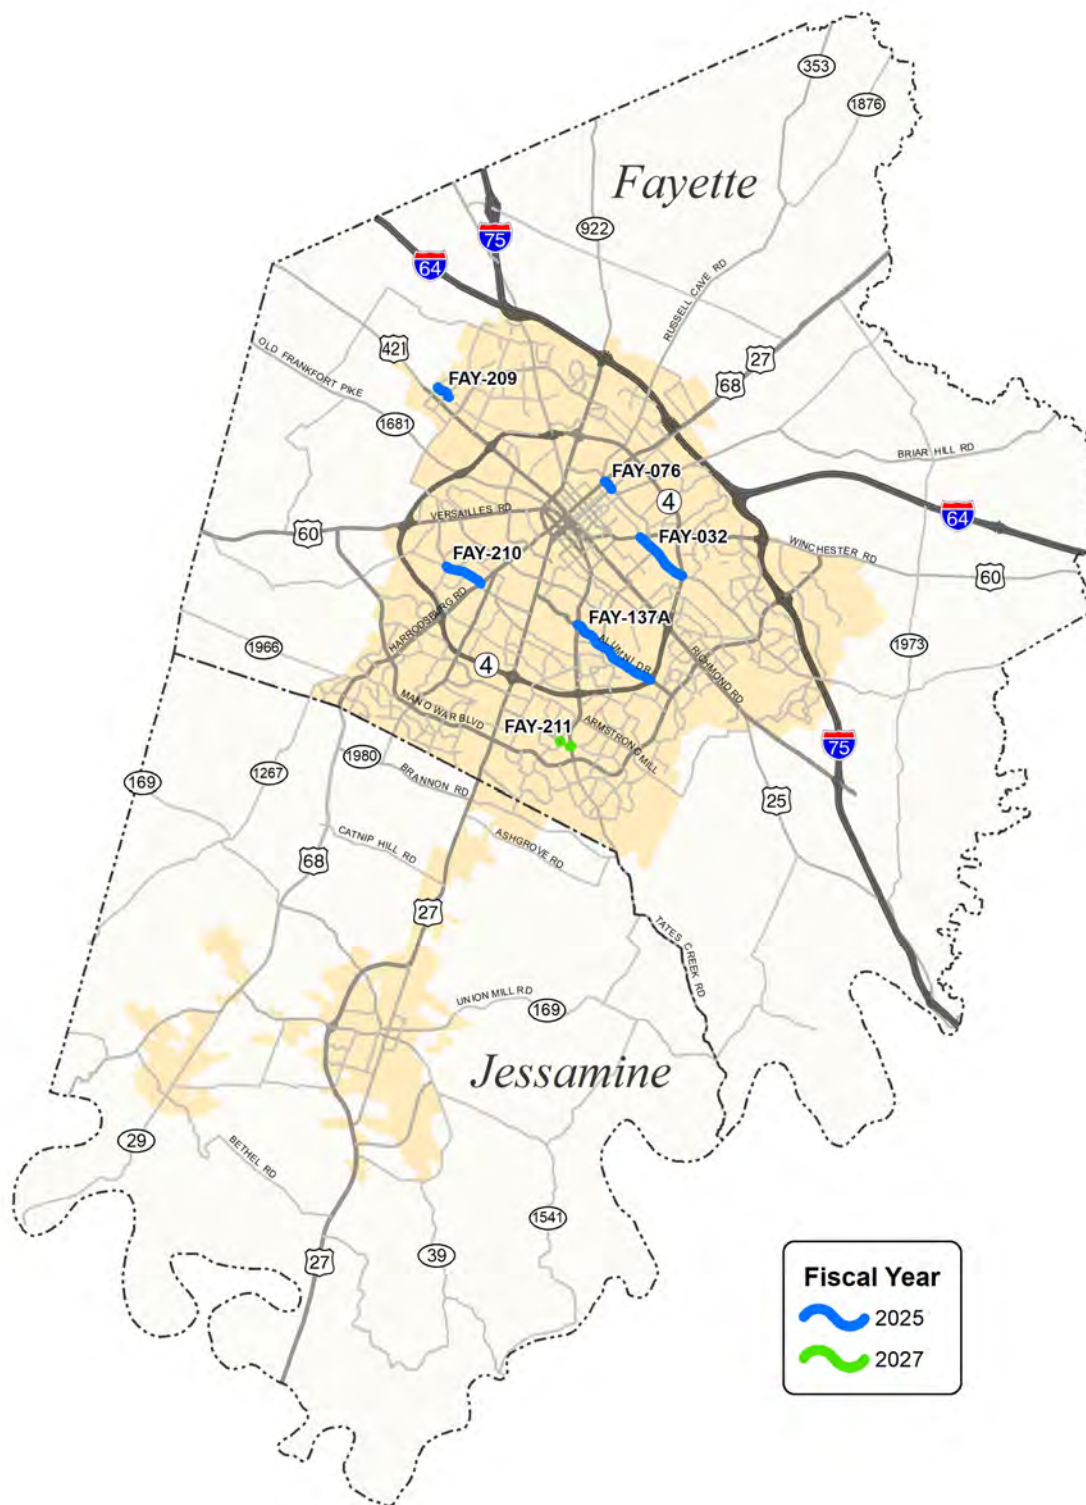 353
1876
Fayette
922
75
64
RUSSELL CAVE RD
421
OLD FRANKFORT PIKE
27
68
FAY-209
1681
BRIAR HILL RD
FAY-076
4
64
VERSAILLES RD
60
FAY-032
WINCHESTER RD
FAY-210
60
HARRODSBURG RD
FAY-137A
ALUMNI DR
1966
4
RICHMOND RD
1973
MAN O WAR BLVD
FAY-211
ARMSTRONG MILL
75
1980
169
1267
BRANNON RD
25
CATNIP HILL RD
ASHGROVE RD
68
27
TATES CREEK RD
UNION MILL RD
169
Jessamine
29
BETHEL RD
1541
27
39
Fiscal Year
2025
2027